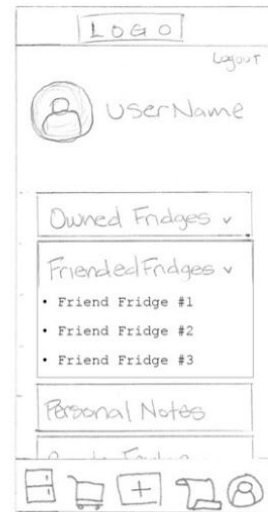 LOGO
Logout
UserName
Owned Fridges v
Friended Fridges v
• Friend Fridge #1
• Friend Fridge #2
• Friend Fridge #3
Personal Notes